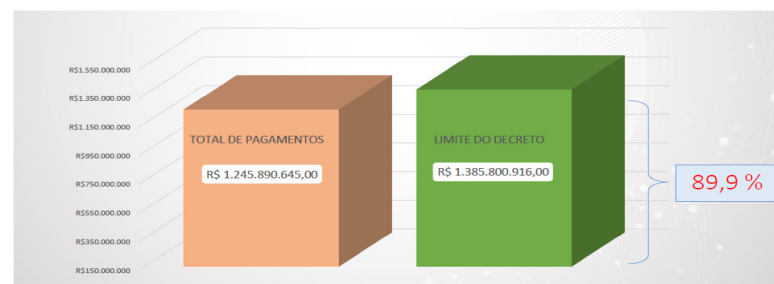 R$1.550.000.000
R$1.350.000.000
R$1.150.000.000
R$950.000.000
R$750.000.000
R$550.000.000
R$350.000.000
R$150.000.000
TOTAL DE PAGAMENTOS
R$ 1.245.890.645,00
LIMITE DO DECRETO
R$ 1.385.800.916,00
89,9 %